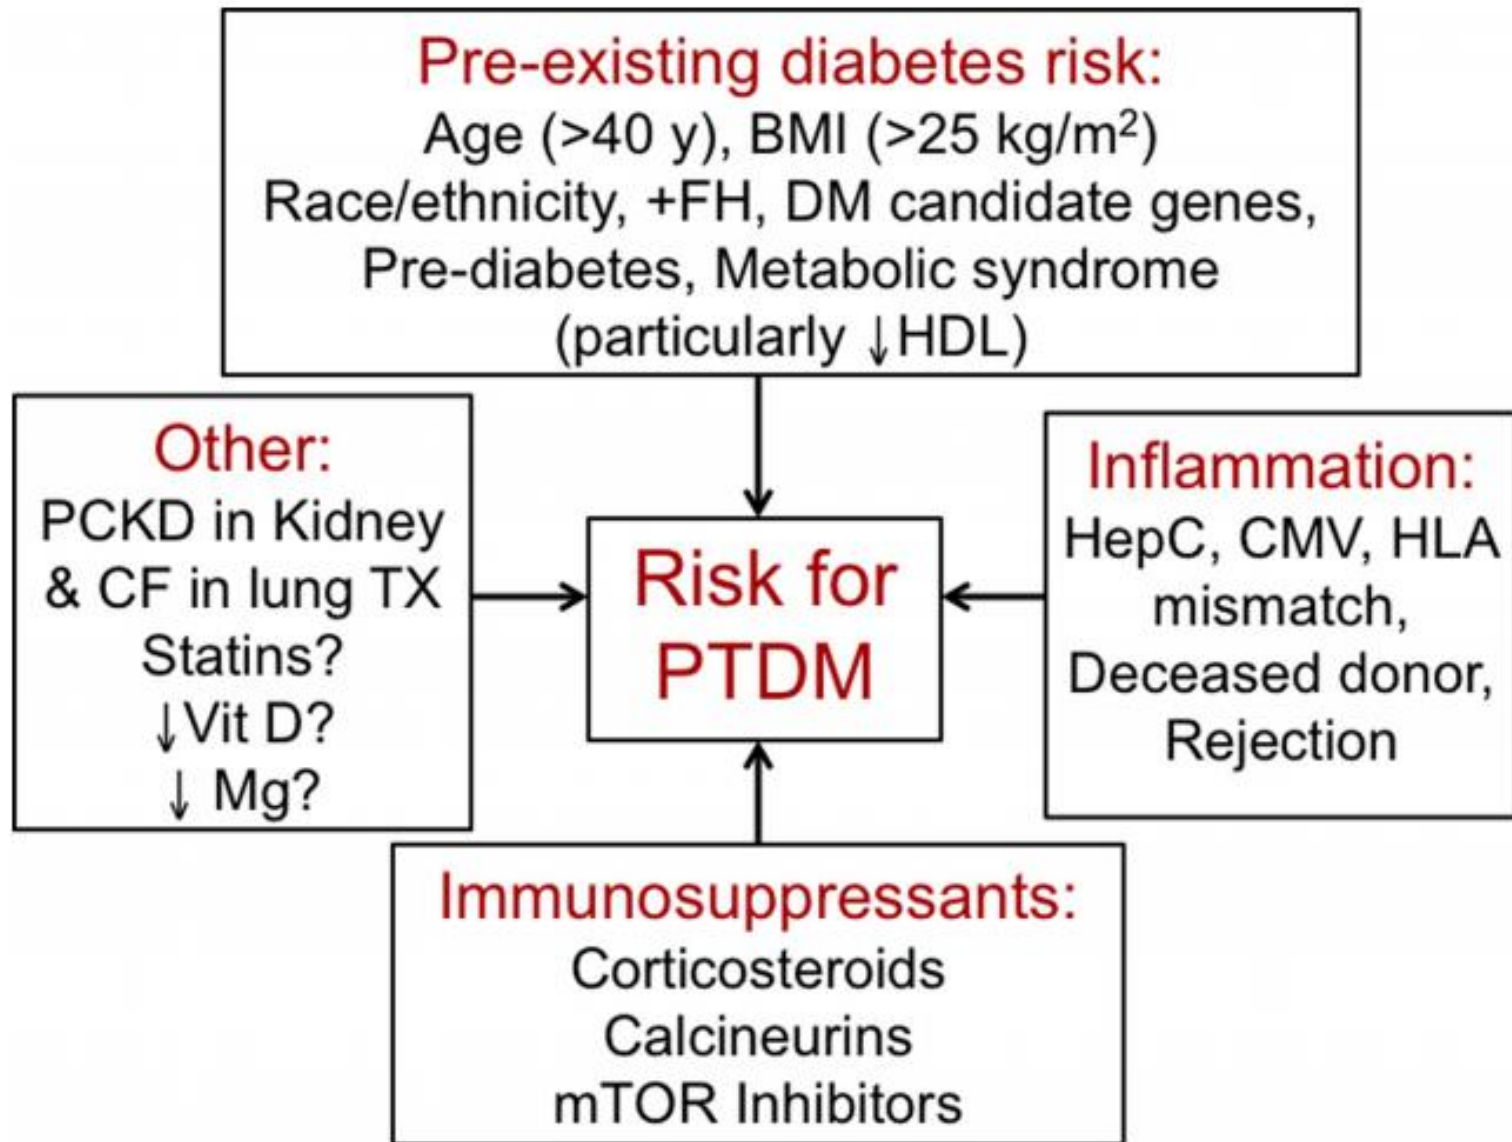 Pre-existing diabetes risk:
Age (>40 y), BMI (>25 kg/m²)
Race/ethnicity, +FH, DM candidate genes,
Pre-diabetes, Metabolic syndrome
(particularly ↓HDL)
Other:
PCKD in Kidney
& CF in lung TX
Statins?
↓Vit D?
↓ Mg?
Risk for
PTDM
Inflammation:
HepC, CMV, HLA
mismatch,
Deceased donor,
Rejection
Immunosuppressants:
Corticosteroids
Calcineurins
mTOR Inhibitors